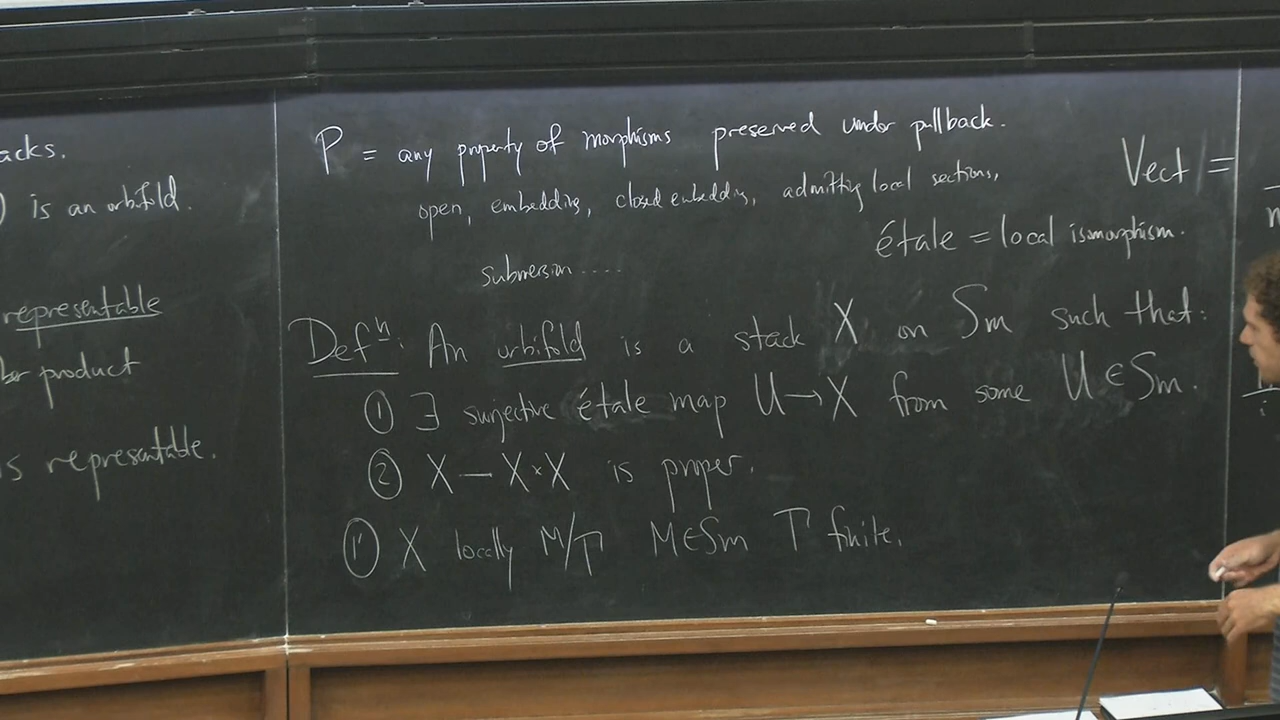 acks.
) is an orbifold.
representable
ber product
is representable.
P = any property of morphisms preserved under pullback.
open, embedding, closed embedding, admitting local sections,
étale = local isomorphism.
submersion ....
Defⁿ: An orbifold is a stack X on Sm such that:
① ∃ surjective étale map U → X from some U ∈ Sm.
② X — X × X is proper.
①' X locally M/Γ M ∈ Sm Γ finite.
Vect =